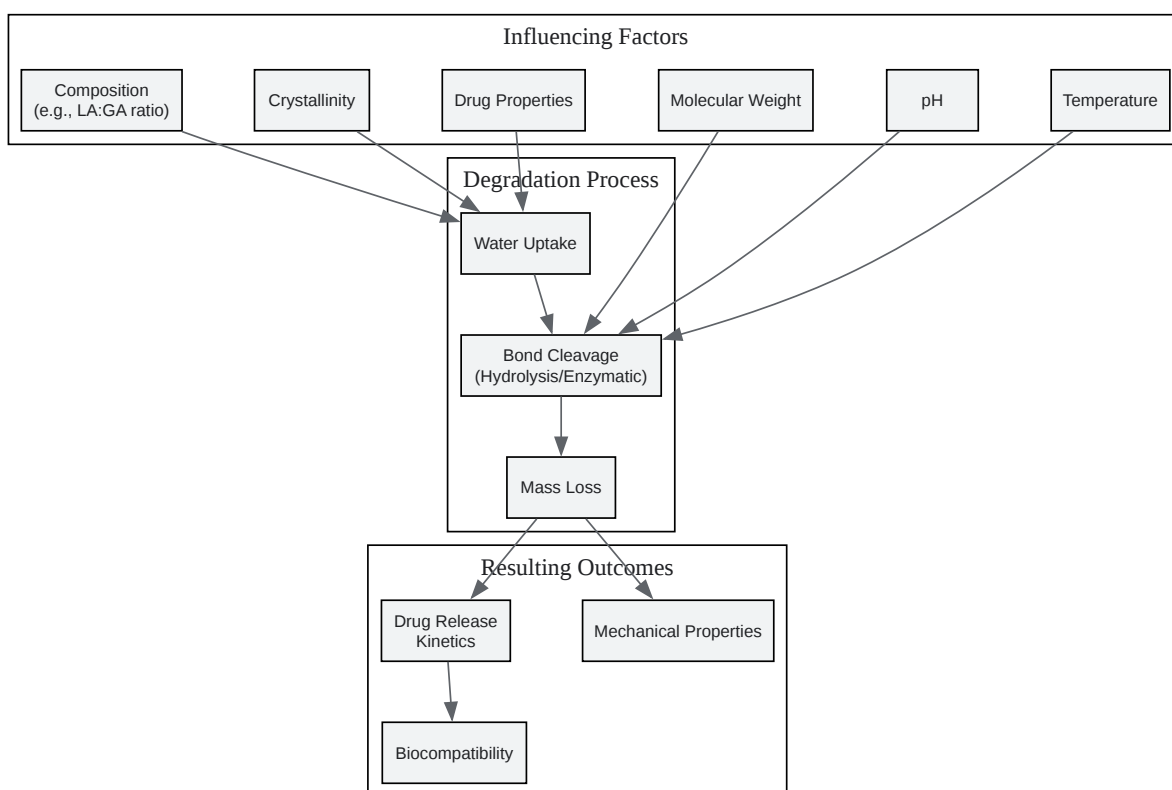 Influencing Factors
Composition
(e.g., LA:GA ratio)
Crystallinity
Drug Properties
Molecular Weight
pH
Temperature
Degradation Process
Water Uptake
Bond Cleavage
(Hydrolysis/Enzymatic)
Mass Loss
Resulting Outcomes
Drug Release
Kinetics
Mechanical Properties
Biocompatibility